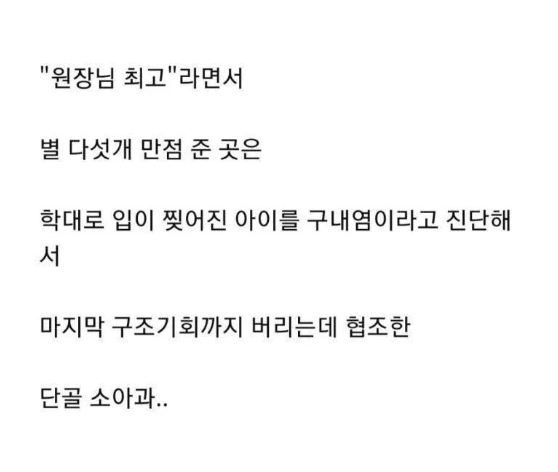 "원장님 최고"라면서
별 다섯개 만점 준 곳은
학대로 입이 찢어진 아이를 구내염이라고 진단해
서
마지막 구조기회까지 버리는데 협조한
단골 소아과..